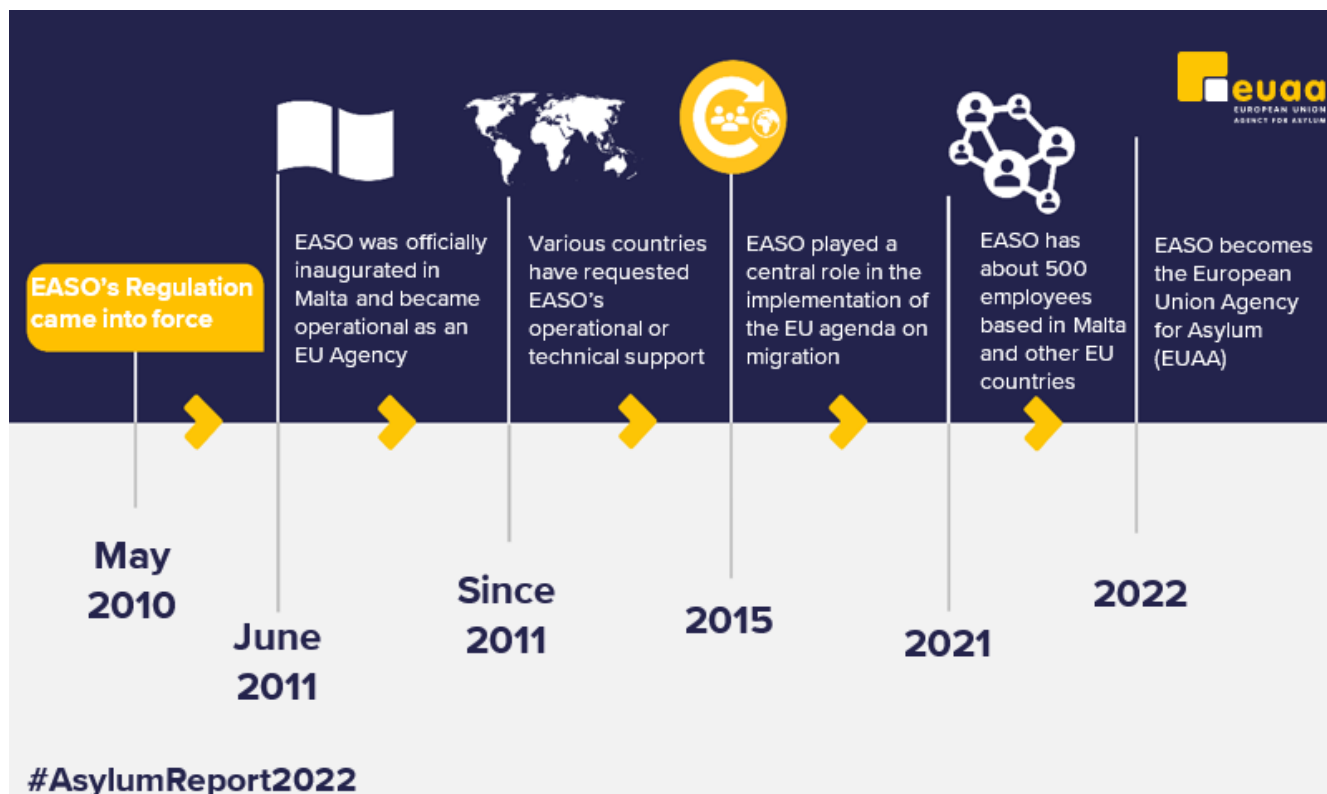 euaa
EUROPEAN UNION
AGENCY FOR ASYLUM
EASO's Regulation
came into force
May
2010
EASO was officially
inaugurated in
Malta and became
operational as an
EU Agency
June
2011
Various countries
have requested
EASO's
operational or
technical support
Since
2011
EASO played a
central role in the
implementation of
the EU agenda on
migration
2015
EASO has
about 500
employees
based in Malta
and other EU
countries
2021
EASO becomes
the European
Union Agency
for Asylum
(EUAA)
2022
#AsylumReport2022